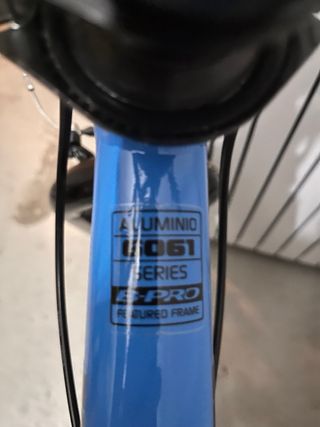 ALUMINIO
6061
SERIES
B-PRO
FEATURED FRAME